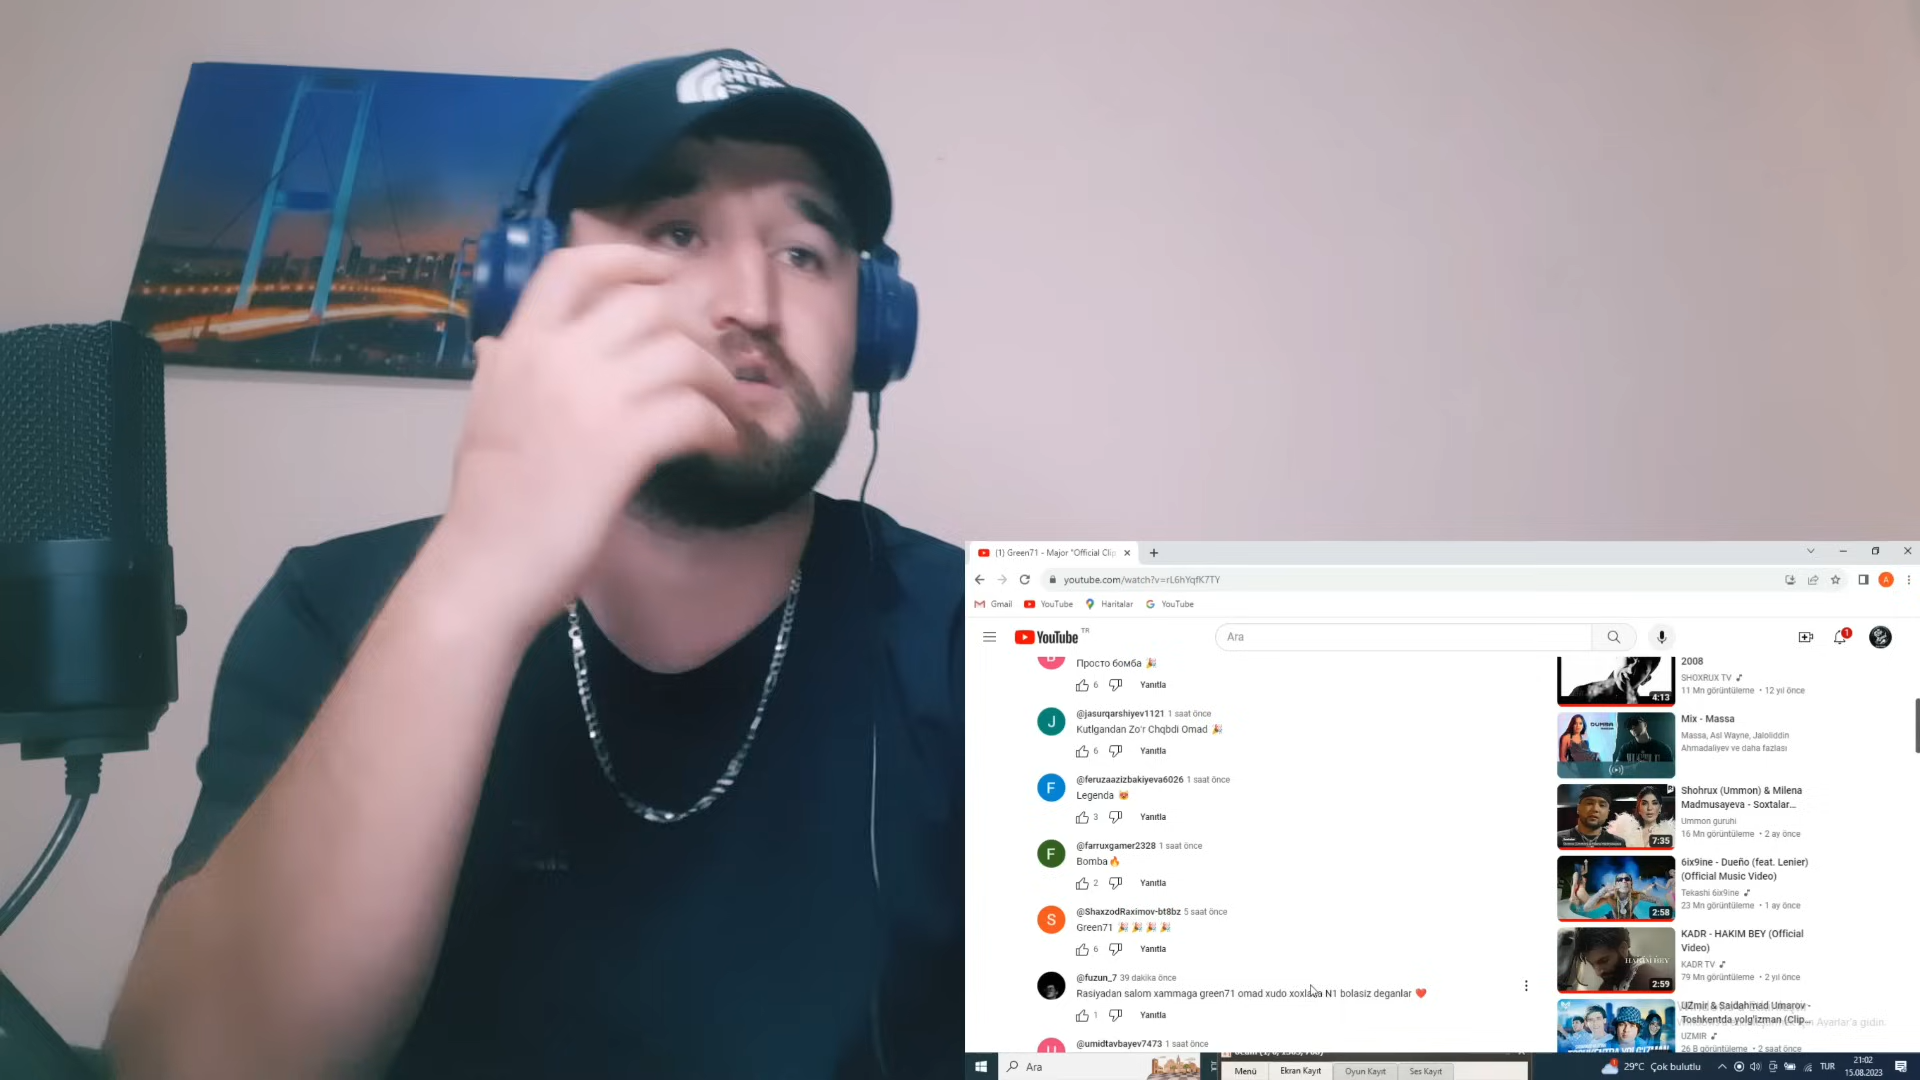 (1) Green71 - Major "Official Clip
youtube.com/watch?v=rL6hYqfK7TY
Gmail
YouTube
Haritalar
YouTube
YouTube TR
Ara
1
Просто бомба 🎉
6 Yanıtla
@jasurqarshiyev1121 1 saat önce
Kutlgandan Zo'r Chqbdi Omad 🎉
6 Yanıtla
@feruzaazizbakiyeva6026 1 saat önce
Legenda 😻
3 Yanıtla
@farruxgamer2328 1 saat önce
Bomba🔥
2 Yanıtla
@ShaxzodRaximov-bt8bz 5 saat önce
Green71 🎉 🎉 🎉 🎉
6 Yanıtla
@fuzun_7 39 dakika önce
Rasiyadan salom xammaga green71 omad xudo N1 bolasiz deganlar ❤️
1 Yanıtla
@umidtavbayev7473 1 saat önce
2008
SHOXRUX TV
11 Mn görüntüleme • 12 yıl önce
4:13
Mix - Massa
Massa, Asl Wayne, Jaloliddin
Ahmadaliyev ve daha fazlası
Shohrux (Ummon) & Milena
Madmusayeva - Soxtalar...
Ummon guruhi
16 Mn görüntüleme • 2 ay önce
7:35
6ix9ine - Dueño (feat. Lenier)
(Official Music Video)
Tekashi 6ix9ine
23 Mn görüntüleme • 1 ay önce
2:58
KADR - HAKIM BEY (Official
Video)
KADR TV
79 Mn görüntüleme • 2 yıl önce
2:59
UZmir & Saidahmad Umarov -
Toshkentda yolg'izman (Clip...
UZMIR
26 B görüntüleme • 2 saat önce
Ara
Menü
Ekran Kayıt
Oyun Kayıt
Ses Kayıt
29°C Çok bulutlu
TUR
21:02
15.08.2023